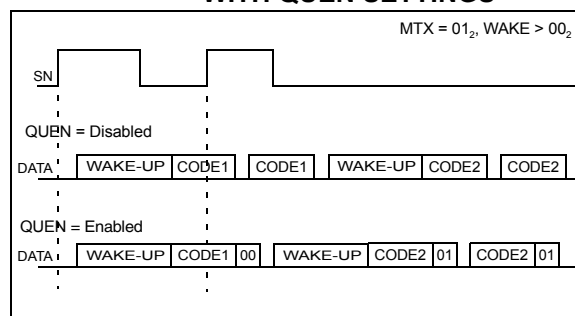 WITH QUEN SETTINGS
MTX = 01₂, WAKE > 00₂
SN
QUEN = Disabled
DATA WAKE-UP CODE1 CODE1 WAKE-UP CODE2 CODE2
QUEN = Enabled
DATA WAKE-UP CODE1 00 WAKE-UP CODE2 01 CODE2 01